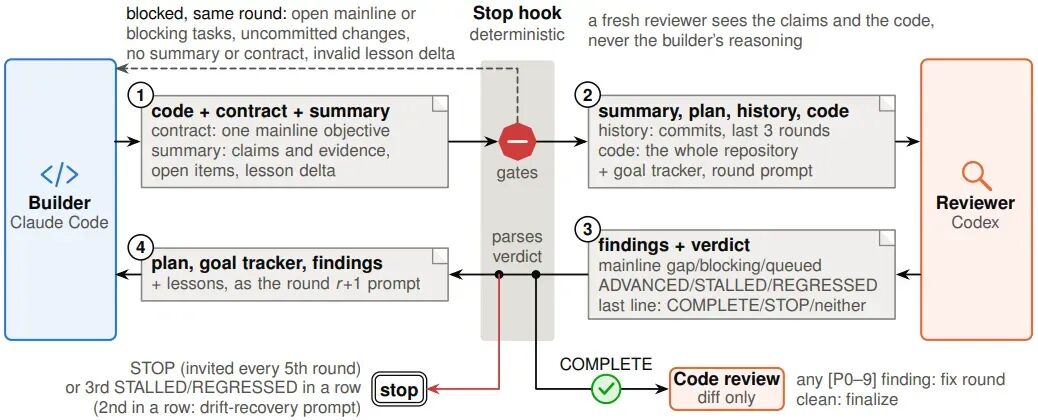 blocked, same round: open mainline or
blocking tasks, uncommitted changes,
no summary or contract, invalid lesson delta
Stop hook
deterministic
a fresh reviewer sees the claims and the code,
never the builder's reasoning
1
code + contract + summary
contract: one mainline objective
summary: claims and evidence,
open items, lesson delta
gates
2
summary, plan, history, code
history: commits, last 3 rounds
code: the whole repository
+ goal tracker, round prompt
</>
Builder
Claude Code
Reviewer
Codex
4
plan, goal tracker, findings
+ lessons, as the round r+1 prompt
parses
verdict
3
findings + verdict
mainline gap/blocking/queued
ADVANCED/STALLED/REGRESSED
last line: COMPLETE/STOP/neither
STOP (invited every 5th round)
or 3rd STALLED/REGRESSED in a row
(2nd in a row: drift-recovery prompt)
stop
COMPLETE
Code review
diff only
any [P0–9] finding: fix round
clean: finalize